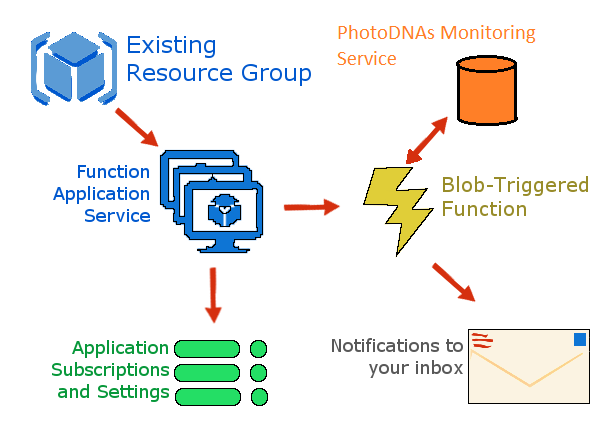 Existing
Resource Group
PhotoDNAs Monitoring
Service
Function
Application
Service
Blob-Triggered
Function
Application
Subscriptions
and Settings
Notifications to
your inbox